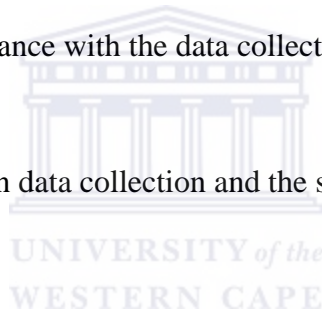 ance with the data collect
n data collection and the s
UNIVERSITY of the
WESTERN CAPE